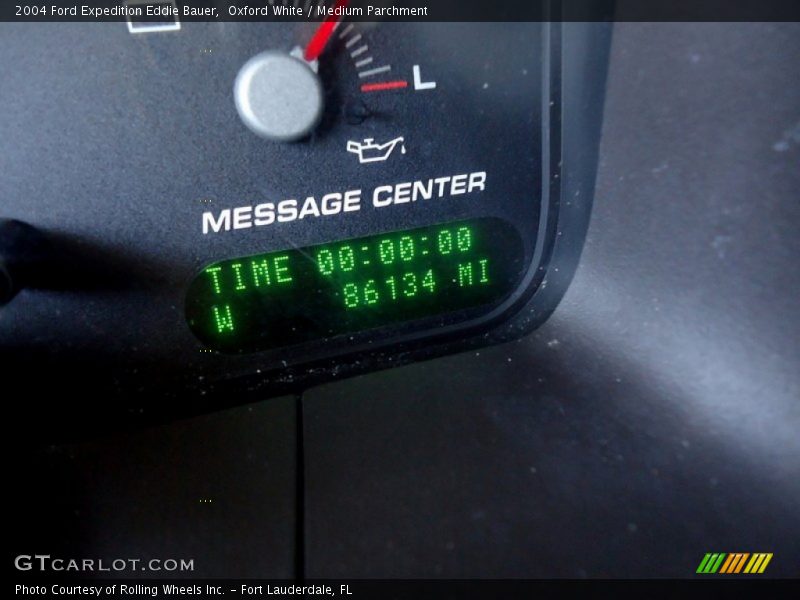 2004 Ford Expedition Eddie Bauer,  Oxford White / Medium Parchment
L
MESSAGE CENTER
TIME 00:00:00
W 86134 MI
GTCARLOT.COM
Photo Courtesy of Rolling Wheels Inc. – Fort Lauderdale, FL